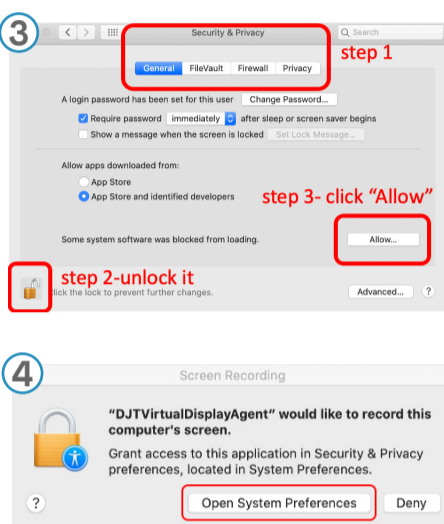 3
Security & Privacy
Search
step 1
General FileVault Firewall Privacy
A login password has been set for this user Change Password...
Require password immediately after sleep or screen saver begins
Show a message when the screen is locked Set Lock Message...
Allow apps downloaded from:
App Store
App Store and identified developers
step 3- click “Allow”
Some system software was blocked from loading. Allow...
step 2-unlock it
lick the lock to prevent further changes. Advanced... ?
4
Screen Recording
"DJTVirtualDisplayAgent" would like to record this
computer's screen.
Grant access to this application in Security & Privacy
preferences, located in System Preferences.
? Open System Preferences Deny